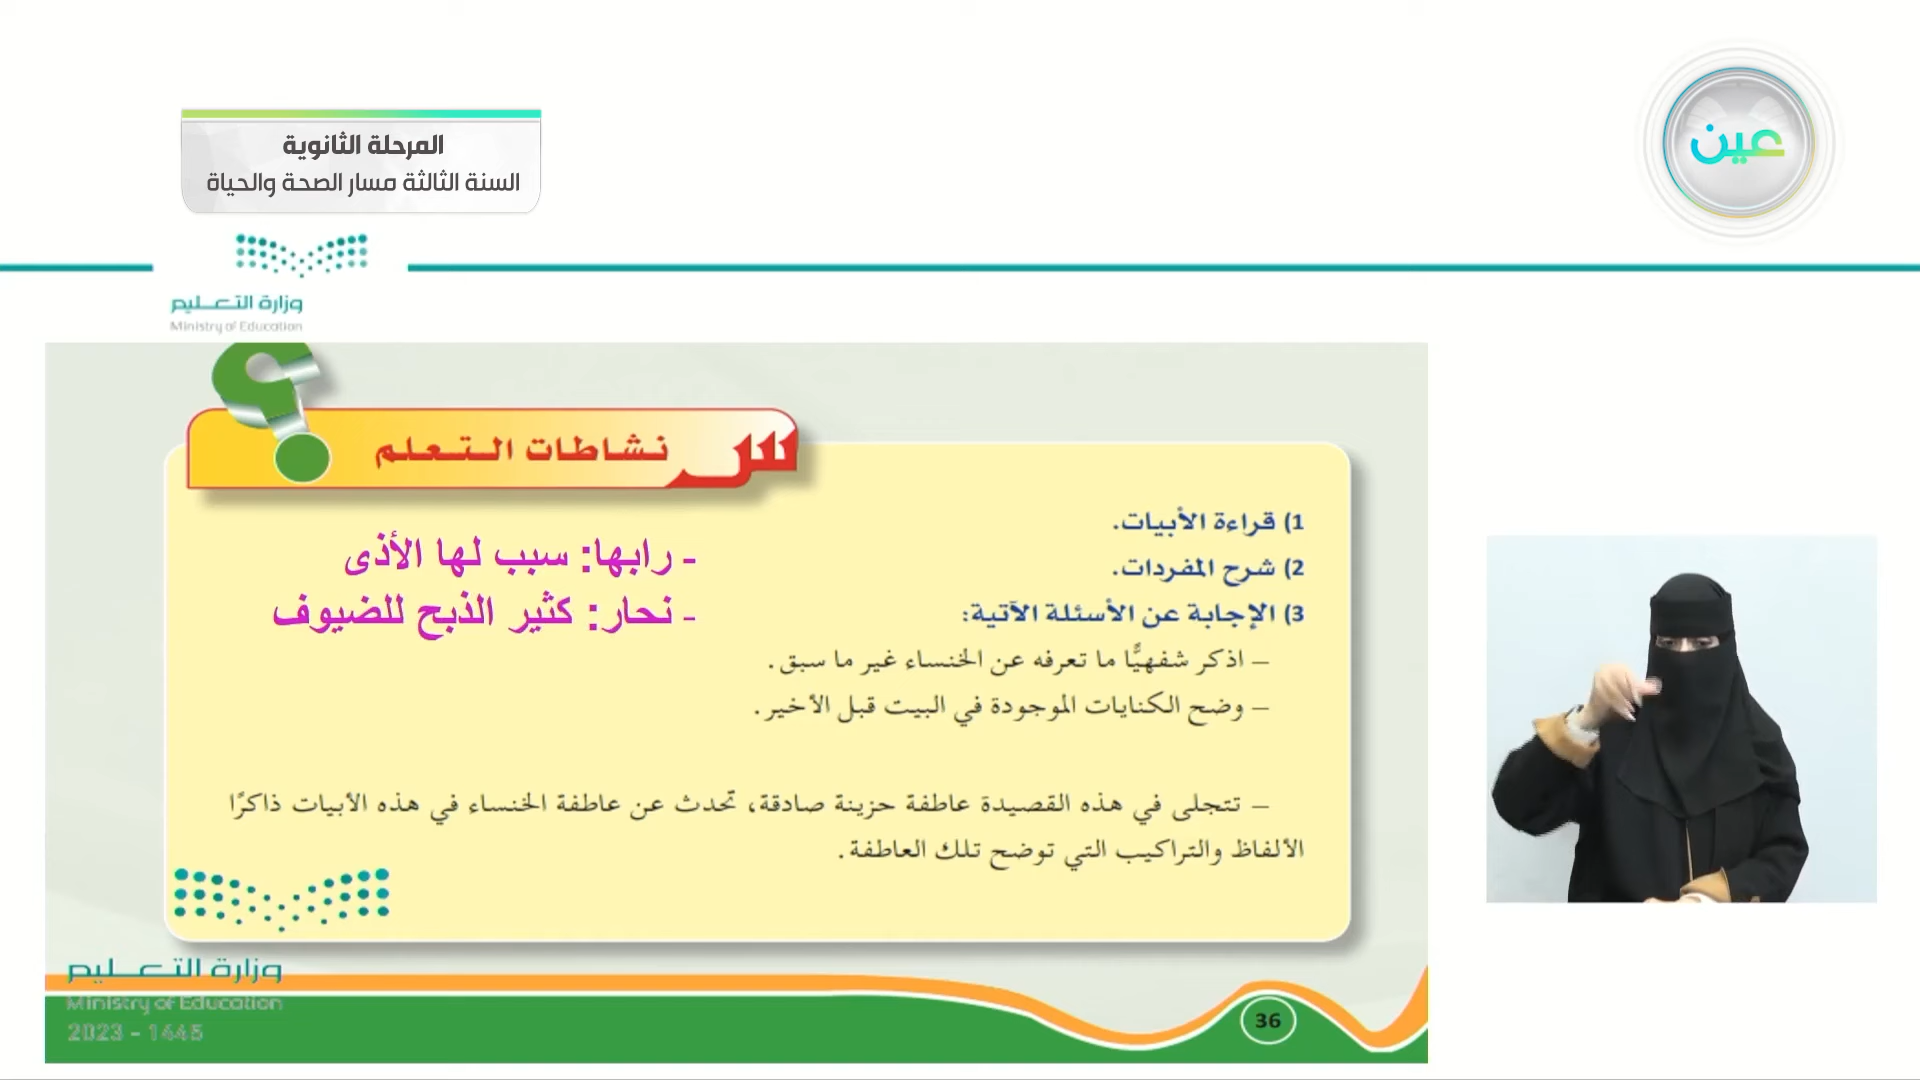 المرحلة الثانوية
السنة الثالثة مسار الصحة والحياة
عين
وزارة التعليم
Ministry of Education
س نشاطات التعلم ؟
1) قراءة الأبيات.
2) شرح المفردات.
3) الإجابة عن الأسئلة الآتية:
- رابها: سبب لها الأذى
- نحار: كثير الذبح للضيوف
– اذكر شفهيًّا ما تعرفه عن الخنساء غير ما سبق.
– وضح الكنايات الموجودة في البيت قبل الأخير.
– تتجلى في هذه القصيدة عاطفة حزينة صادقة، تحدث عن عاطفة الخنساء في هذه الأبيات ذاكرًا
الألفاظ والتراكيب التي توضح تلك العاطفة.
وزارة التعليم
Ministry of Education
2023 - 1445
36